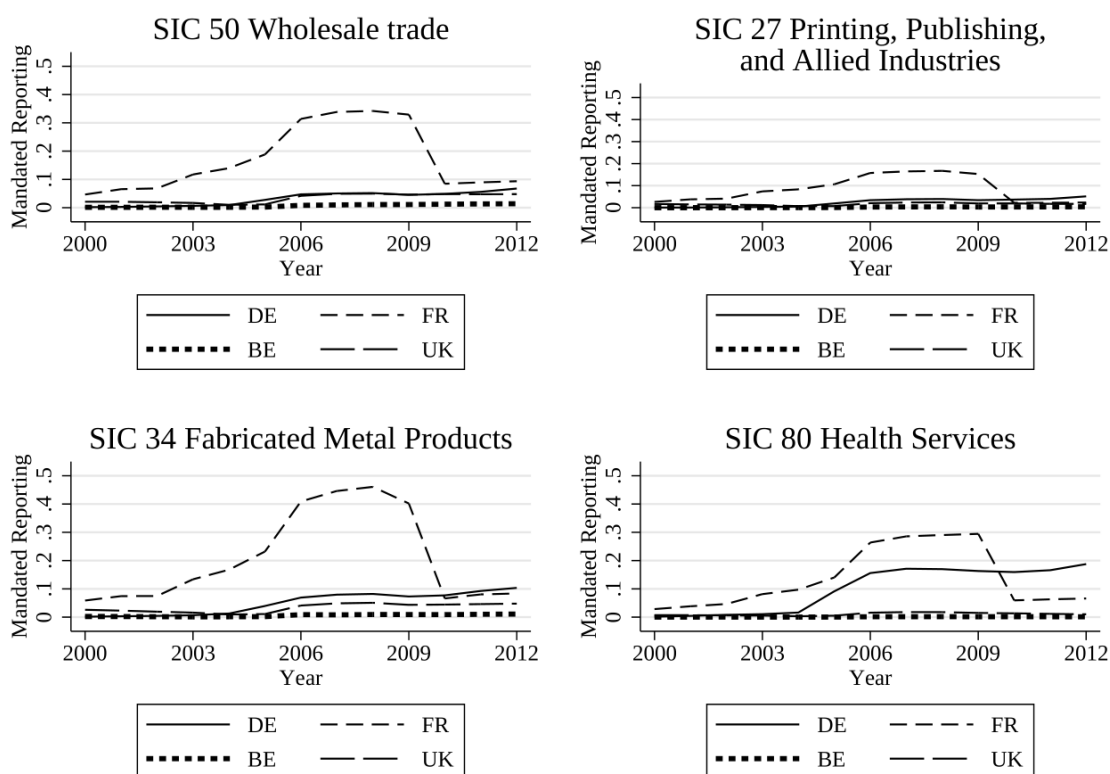 SIC 50 Wholesale trade
Mandated Reporting
.5
.4
.3
.2
.1
0
2000 2003 2006 2009 2012
Year
DE FR
BE UK
SIC 27 Printing, Publishing,
and Allied Industries
Mandated Reporting
.5
.4
.3
.2
.1
0
2000 2003 2006 2009 2012
Year
DE FR
BE UK
SIC 34 Fabricated Metal Products
Mandated Reporting
.5
.4
.3
.2
.1
0
2000 2003 2006 2009 2012
Year
DE FR
BE UK
SIC 80 Health Services
Mandated Reporting
.5
.4
.3
.2
.1
0
2000 2003 2006 2009 2012
Year
DE FR
BE UK